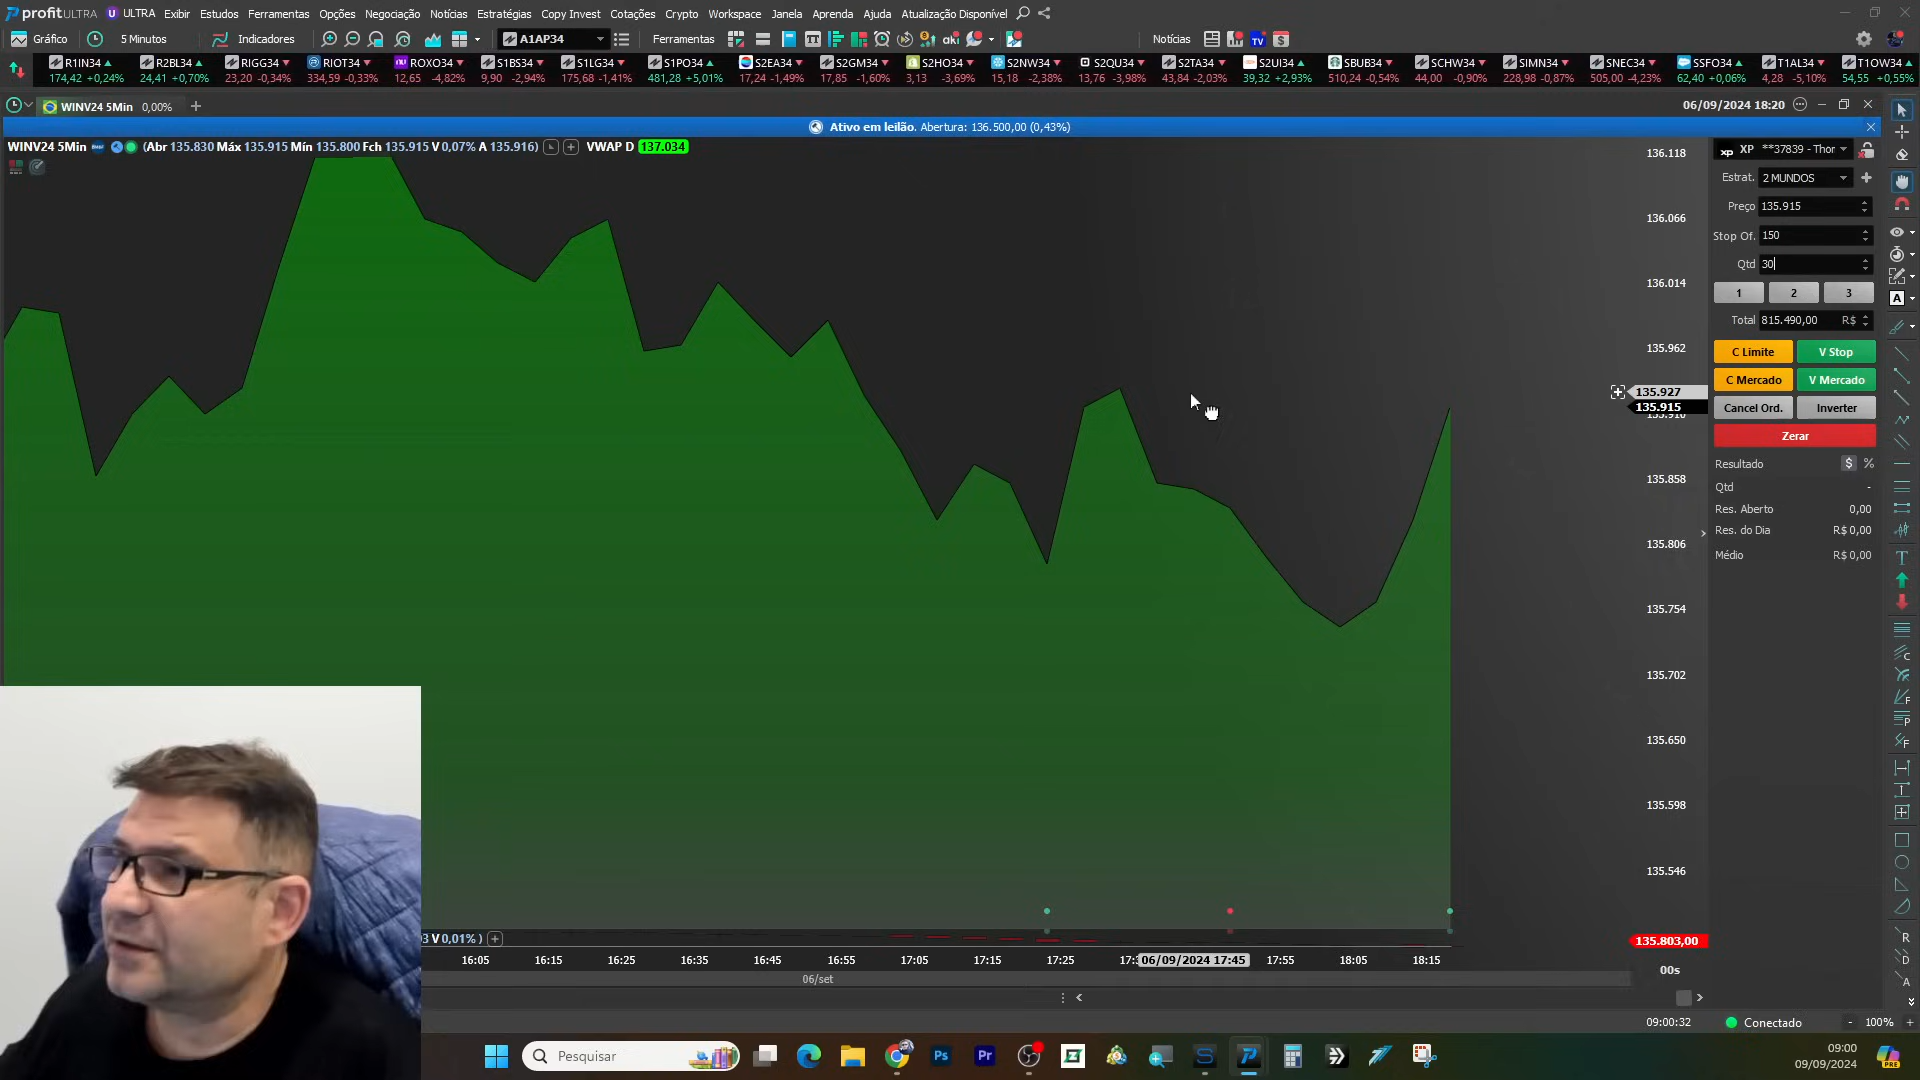 profitULTRA U ULTRA Exibir Estudos Ferramentas Opções Negociação Notícias Estratégias Copy Invest Cotações Crypto Workspace Janela Aprenda Ajuda Atualização Disponível
Gráfico 5 Minutos Indicadores A1AP34 Ferramentas TT aki Notícias TV $
R1IN34 R2BL34 RIGG34 RIOT34 ROXO34 S1BS34 S1LG34 S1PO34 S2EA34 S2GM34 S2HO34 S2NW34 S2QU34 S2TA34 S2UI34 SBUB34 SCHW34 SIMN34 SNEC34 SSFO34 T1AL34 T1OW34
174,42 +0,24% 24,41 +0,70% 23,20 -0,34% 334,59 -0,33% 12,65 -4,82% 9,90 -2,94% 175,68 -1,41% 481,28 +5,01% 17,24 -1,49% 17,85 -1,60% 3,13 -3,69% 15,18 -2,38% 13,76 -3,98% 43,84 -2,03% 39,32 +2,93% 510,24 -0,54% 44,00 -0,90% 228,98 -0,87% 505,00 -4,23% 62,40 +0,06% 4,28 -5,10% 54,55 +0,55%
WINV24 5Min 0,00% + 06/09/2024 18:20
Ativo em leilão. Abertura: 136.500,00 (0,43%)
WINV24 5Min (Abr 135.830 Máx 135.915 Mín 135.800 Fch 135.915 V 0,07% A 135.916) VWAP D 137.034
136.118
136.066
136.014
135.962
135.927
135.915
135.858
135.806
135.754
135.702
135.650
135.598
135.546
135.803,00
00s
XP **37839 - Thor
Estrat. 2 MUNDOS
Preço 135.915
Stop Of. 150
Qtd 30
1 2 3
Total 815.490,00 R$
C Limite V Stop
C Mercado V Mercado
Cancel Ord. Inverter
Zerar
Resultado $ %
Qtd -
Res. Aberto 0,00
Res. do Dia R$ 0,00
Médio R$ 0,00
V 0,01% )
16:05 16:15 16:25 16:35 16:45 16:55 17:05 17:15 17:25 06/09/2024 17:45 17:55 18:05 18:15
06/set
09:00:32 Conectado - 100% +
Pesquisar Ps Pr
09:00
09/09/2024
PRE